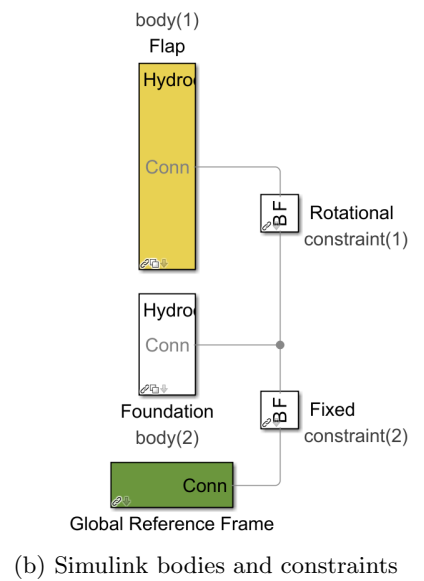 body(1)
Flap
Hydro
Conn
BF
Rotational
constraint(1)
Hydro
Conn
Foundation
body(2)
BF
Fixed
constraint(2)
Conn
Global Reference Frame
(b) Simulink bodies and constraints